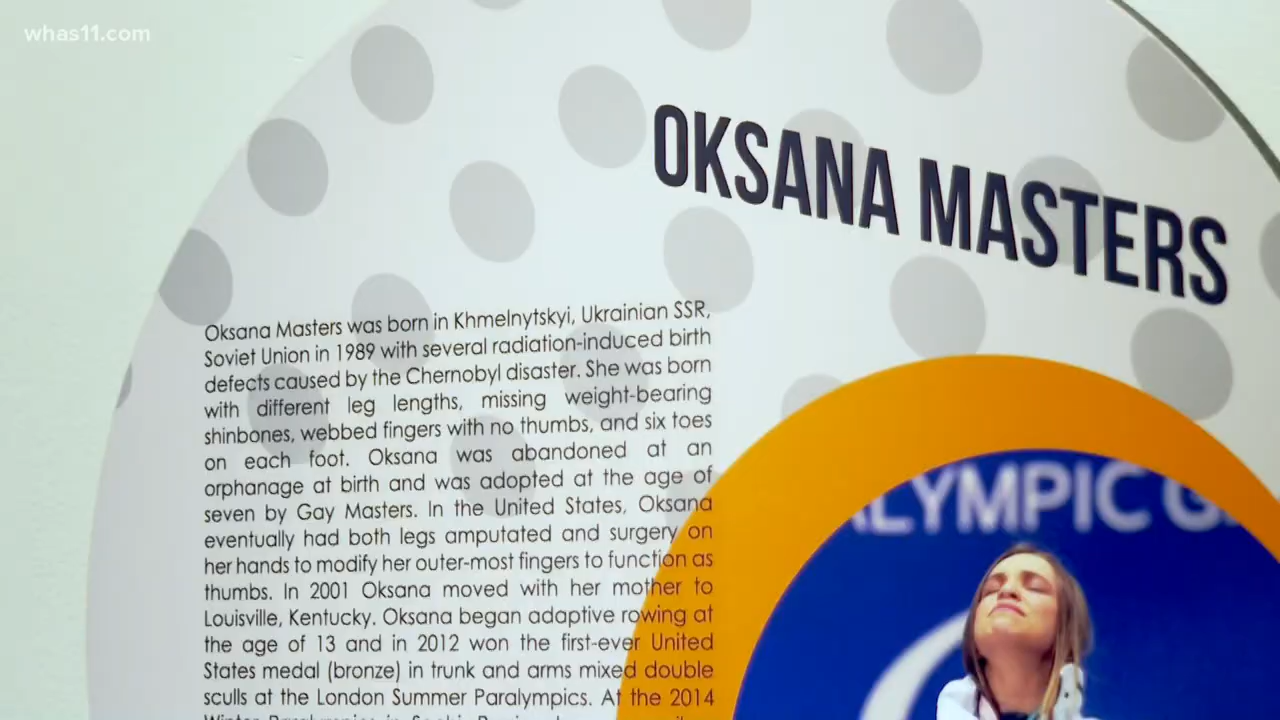 whas11.com
OKSANA MASTERS
Oksana Masters was born in Khmelnytskyi, Ukrainian SSR,
Soviet Union in 1989 with several radiation-induced birth
defects caused by the Chernobyl disaster. She was born
with different leg lengths, missing weight-bearing
shinbones, webbed fingers with no thumbs, and six toes
on each foot. Oksana was abandoned at an
orphanage at birth and was adopted at the age of
seven by Gay Masters. In the United States, Oksana
eventually had both legs amputated and surgery on
her hands to modify her outer-most fingers to function as
thumbs. In 2001 Oksana moved with her mother to
Louisville, Kentucky. Oksana began adaptive rowing at
the age of 13 and in 2012 won the first-ever United
States medal (bronze) in trunk and arms mixed double
sculls at the London Summer Paralympics. At the 2014
LYMPIC G